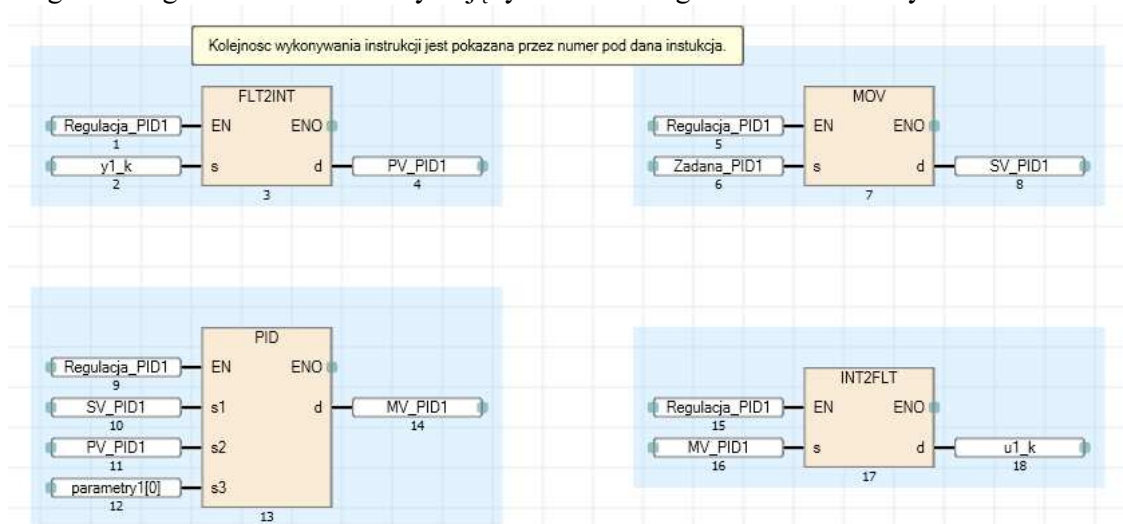 Kolejnosc wykonywania instrukcji jest pokazana przez numer pod dana instukcja.
FLT2INT
Regulacja_PID1 EN ENO
1
y1_k s d PV_PID1
2 3 4
MOV
Regulacja_PID1 EN ENO
5
Zadana_PID1 s d SV_PID1
6 7 8
PID
Regulacja_PID1 EN ENO
9
SV_PID1 s1 d MV_PID1
10 14
PV_PID1 s2
11
parametry1[0] s3
12 13
INT2FLT
Regulacja_PID1 EN ENO
15
MV_PID1 s d u1_k
16 17 18